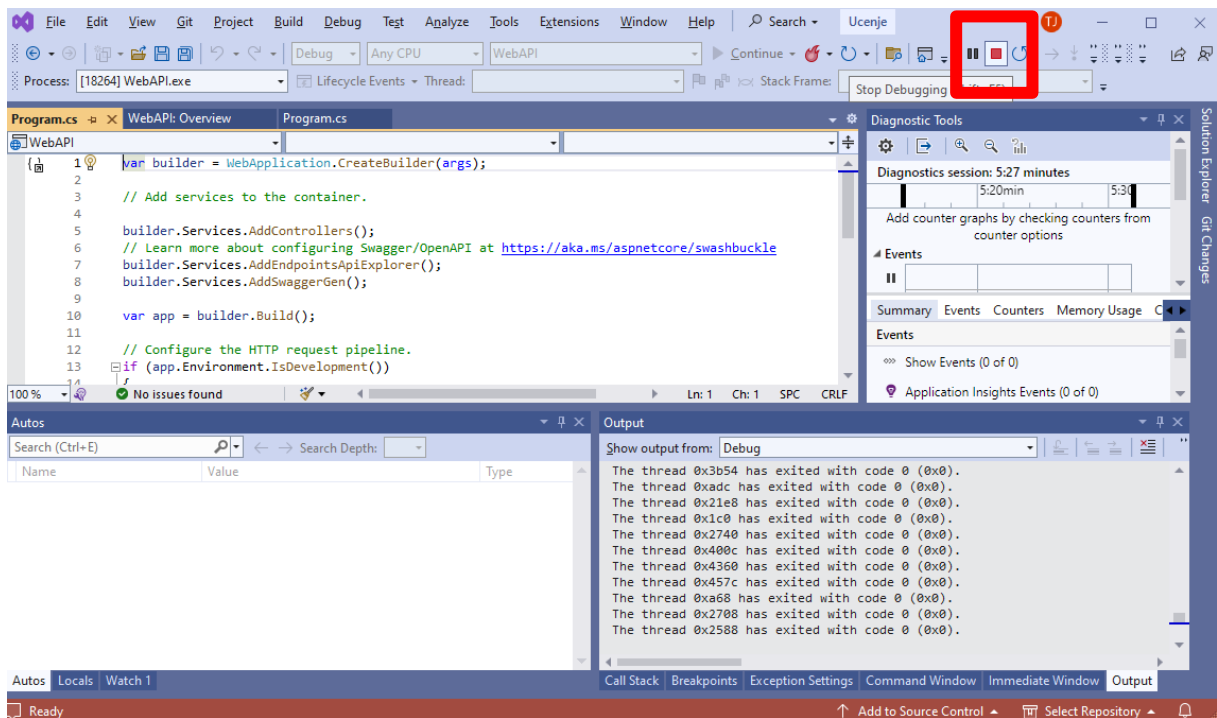 File Edit View Git Project Build Debug Test Analyze Tools Extensions Window Help Search Ucenje TJ
Debug Any CPU WebAPI Continue
Process: [18264] WebAPI.exe Lifecycle Events Thread: Stack Frame:
Stop Debugging
Program.cs WebAPI: Overview Program.cs
WebAPI
1 var builder = WebApplication.CreateBuilder(args);
2
3 // Add services to the container.
4
5 builder.Services.AddControllers();
6 // Learn more about configuring Swagger/OpenAPI at https://aka.ms/aspnetcore/swashbuckle
7 builder.Services.AddEndpointsApiExplorer();
8 builder.Services.AddSwaggerGen();
9
10 var app = builder.Build();
11
12 // Configure the HTTP request pipeline.
13 if (app.Environment.IsDevelopment())
14 {
100 % No issues found Ln: 1 Ch: 1 SPC CRLF
Diagnostic Tools
Diagnostics session: 5:27 minutes
5:20min 5:30
Add counter graphs by checking counters from
counter options
Events
Summary Events Counters Memory Usage C
Events
Show Events (0 of 0)
Application Insights Events (0 of 0)
Solution Explorer
Git Changes
Autos
Search (Ctrl+E) Search Depth:
Name Value Type
Autos Locals Watch 1
Output
Show output from: Debug
The thread 0x3b54 has exited with code 0 (0x0).
The thread 0xadc has exited with code 0 (0x0).
The thread 0x21e8 has exited with code 0 (0x0).
The thread 0x1c0 has exited with code 0 (0x0).
The thread 0x2740 has exited with code 0 (0x0).
The thread 0x400c has exited with code 0 (0x0).
The thread 0x4360 has exited with code 0 (0x0).
The thread 0x457c has exited with code 0 (0x0).
The thread 0xa68 has exited with code 0 (0x0).
The thread 0x2708 has exited with code 0 (0x0).
The thread 0x2588 has exited with code 0 (0x0).
Call Stack Breakpoints Exception Settings Command Window Immediate Window Output
Ready Add to Source Control Select Repository